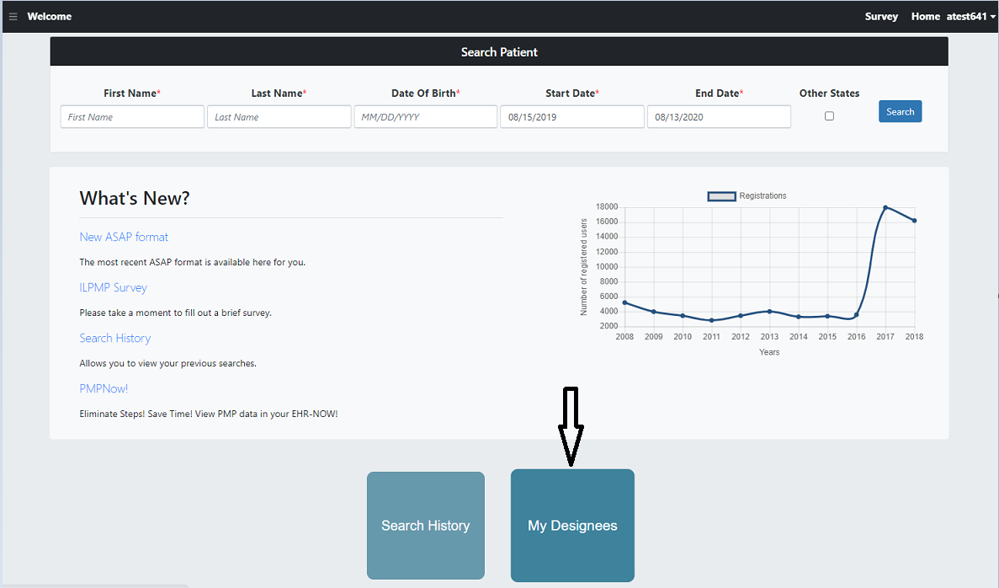 ☰ Welcome Survey Home atest641
Search Patient
First Name* Last Name* Date Of Birth* Start Date* End Date* Other States
First Name Last Name MM/DD/YYYY 08/15/2019 08/13/2020 Search
What's New?
New ASAP format
The most recent ASAP format is available here for you.
ILPMP Survey
Please take a moment to fill out a brief survey.
Search History
Allows you to view your previous searches.
PMPNow!
Eliminate Steps! Save Time! View PMP data in your EHR-NOW!
Registrations
Number of registered users
18000
16000
14000
12000
10000
8000
6000
4000
2000
2008 2009 2010 2011 2012 2013 2014 2015 2016 2017 2018
Years
Search History
My Designees